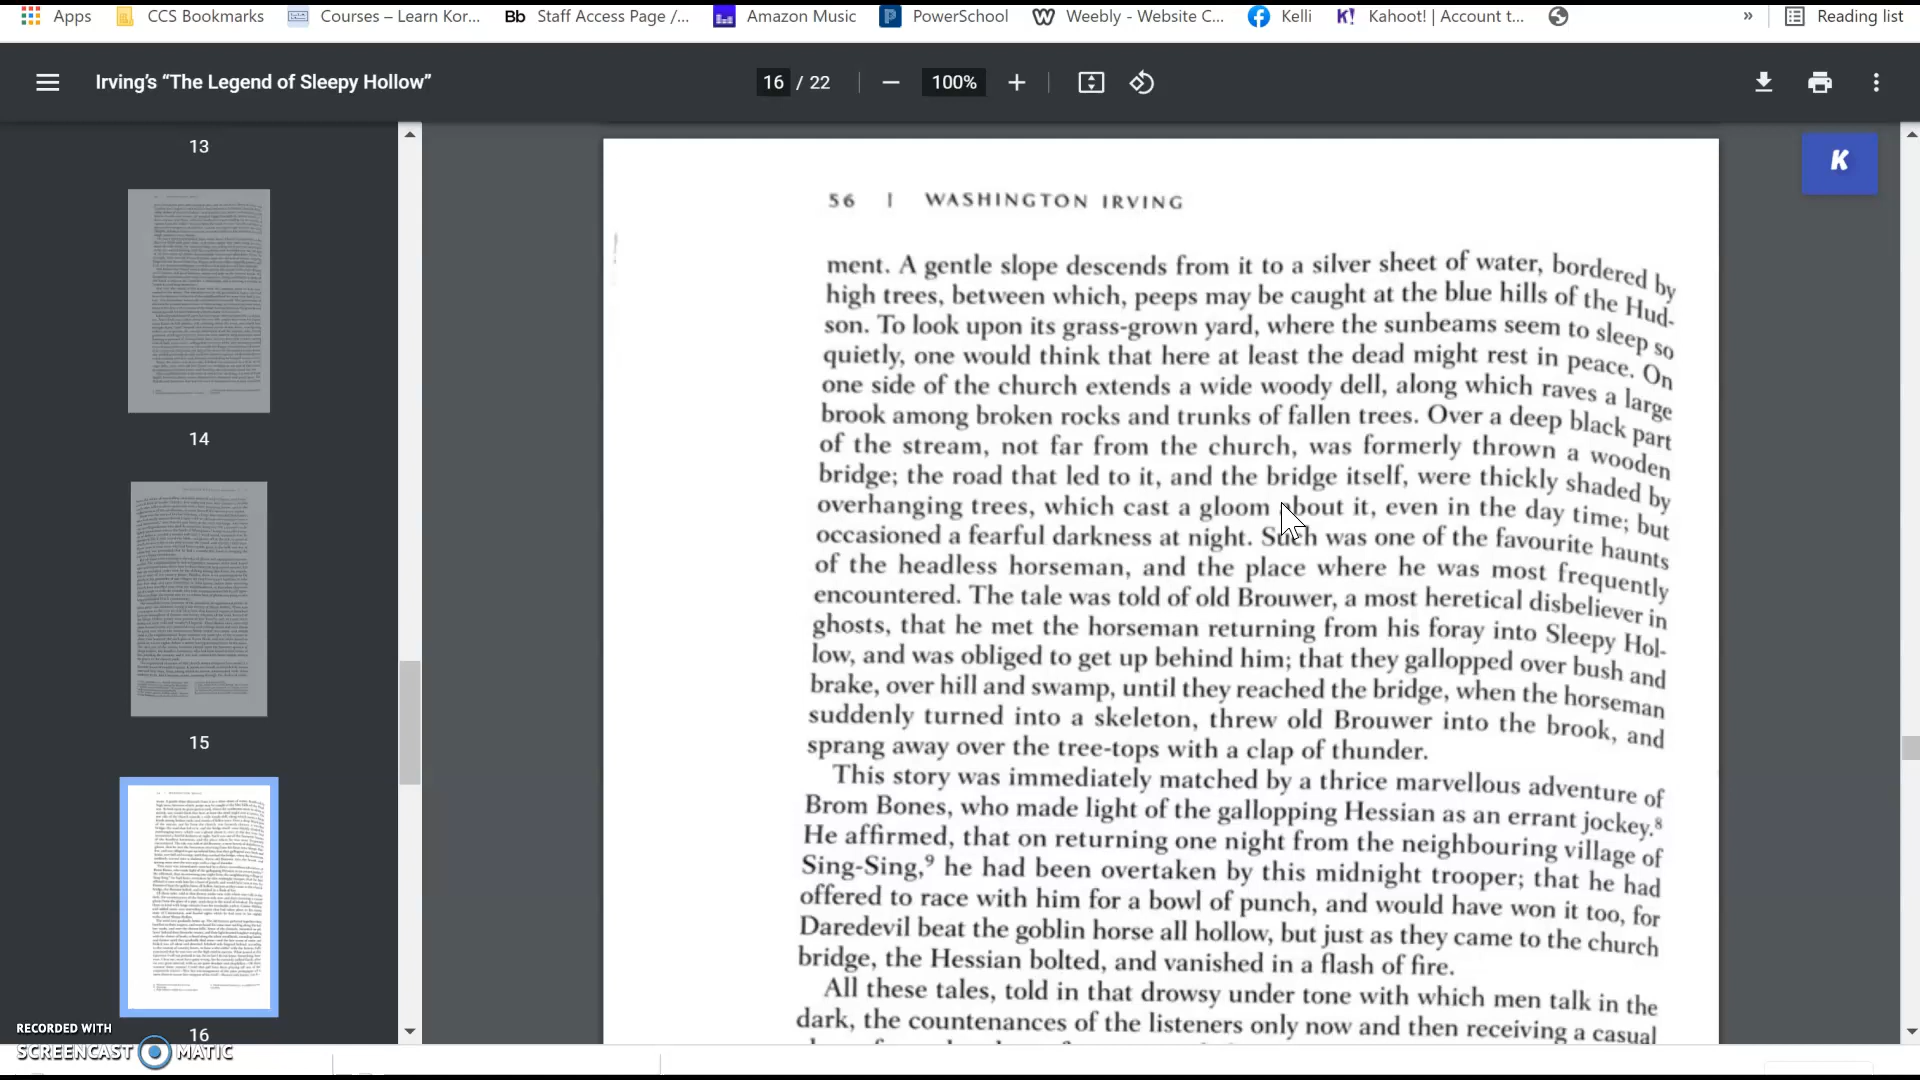 Apps
CCS Bookmarks
Courses – Learn Kor...
Bb Staff Access Page /...
Amazon Music
PowerSchool
Weebly - Website C...
Kelli
K! Kahoot! | Account t...
»
Reading list
Irving's “The Legend of Sleepy Hollow”
16 / 22
100%
13
14
15
16
K
56 | WASHINGTON IRVING
ment. A gentle slope descends from it to a silver sheet of water, bordered by
high trees, between which, peeps may be caught at the blue hills of the Hud-
son. To look upon its grass-grown yard, where the sunbeams seem to sleep so
quietly, one would think that here at least the dead might rest in peace. On
one side of the church extends a wide woody dell, along which raves a large
brook among broken rocks and trunks of fallen trees. Over a deep black part
of the stream, not far from the church, was formerly thrown a wooden
bridge; the road that led to it, and the bridge itself, were thickly shaded by
overhanging trees, which cast a gloom about it, even in the day time; but
occasioned a fearful darkness at night. Such was one of the favourite haunts
of the headless horseman, and the place where he was most frequently
encountered. The tale was told of old Brouwer, a most heretical disbeliever in
ghosts, that he met the horseman returning from his foray into Sleepy Hol-
low, and was obliged to get up behind him; that they gallopped over bush and
brake, over hill and swamp, until they reached the bridge, when the horseman
suddenly turned into a skeleton, threw old Brouwer into the brook, and
sprang away over the tree-tops with a clap of thunder.
This story was immediately matched by a thrice marvellous adventure of
Brom Bones, who made light of the gallopping Hessian as an errant jockey.⁸
He affirmed, that on returning one night from the neighbouring village of
Sing-Sing,⁹ he had been overtaken by this midnight trooper; that he had
offered to race with him for a bowl of punch, and would have won it too, for
Daredevil beat the goblin horse all hollow, but just as they came to the church
bridge, the Hessian bolted, and vanished in a flash of fire.
All these tales, told in that drowsy under tone with which men talk in the
dark, the countenances of the listeners only now and then receiving a casual
RECORDED WITH
SCREENCAST MATIC